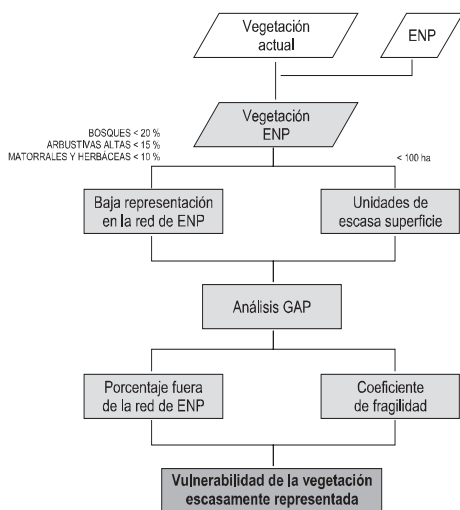 Vegetación
actual
ENP
Vegetación
ENP
BOSQUES < 20 %
ARBUSTIVAS ALTAS < 15 %
MATORRALES Y HERBÁCEAS < 10 %
< 100 ha
Baja representación
en la red de ENP
Unidades de
escasa superficie
Análisis GAP
Porcentaje fuera
de la red de ENP
Coeficiente
de fragilidad
Vulnerabilidad de la vegetación
escasamente representada